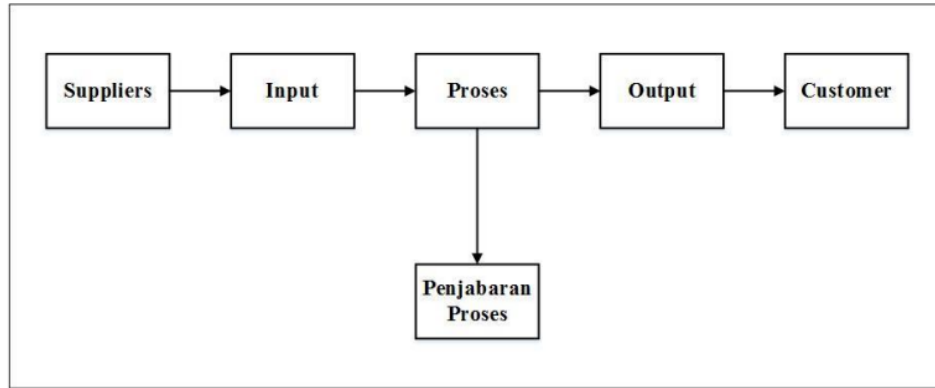 Suppliers
Input
Proses
Output
Customer
Penjabaran
Proses